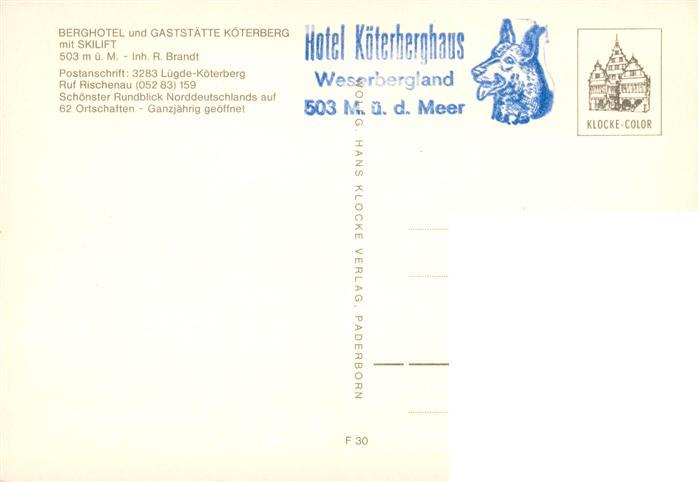 BERGHOTEL und GASTSTÄTTE KÖTERBERG
mit SKILIFT
503 m ü. M. - Inh. R. Brandt
Postanschrift: 3283 Lügde-Köterberg
Ruf Rischenau (052 83) 159
Schönster Rundblick Norddeutschlands auf
62 Ortschaften - Ganzjährig geöffnet
Hotel Köterberghaus
Weserbergland
503 M. ü. d. Meer
KLOCKE-COLOR
HANS KLOCKE VERLAG, PADERBORN
F 30